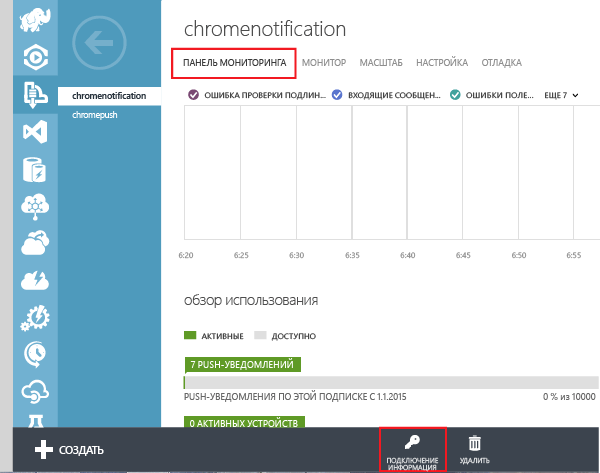 chromenotification
ПАНЕЛЬ МОНИТОРИНГА МОНИТОР МАСШТАБ НАСТРОЙКА ОТЛАДКА
chromenotification
chromepush
ОШИБКА ПРОВЕРКИ ПОДЛИН... ВХОДЯЩИЕ СООБЩЕН... ОШИБКИ ПОЛЕ... ЕЩЕ 7
6:20 6:25 6:30 6:35 6:40 6:45 6:50 6:55
обзор использования
АКТИВНЫЕ ДОСТУПНО
7 PUSH-УВЕДОМЛЕНИЙ
PUSH-УВЕДОМЛЕНИЯ ПО ЭТОЙ ПОДПИСКЕ С 1.1.2015 0 % из 10000
0 АКТИВНЫХ УСТРОЙСТВ
СОЗДАТЬ
ПОДКЛЮЧЕНИЕ
ИНФОРМАЦИЯ
УДАЛИТЬ